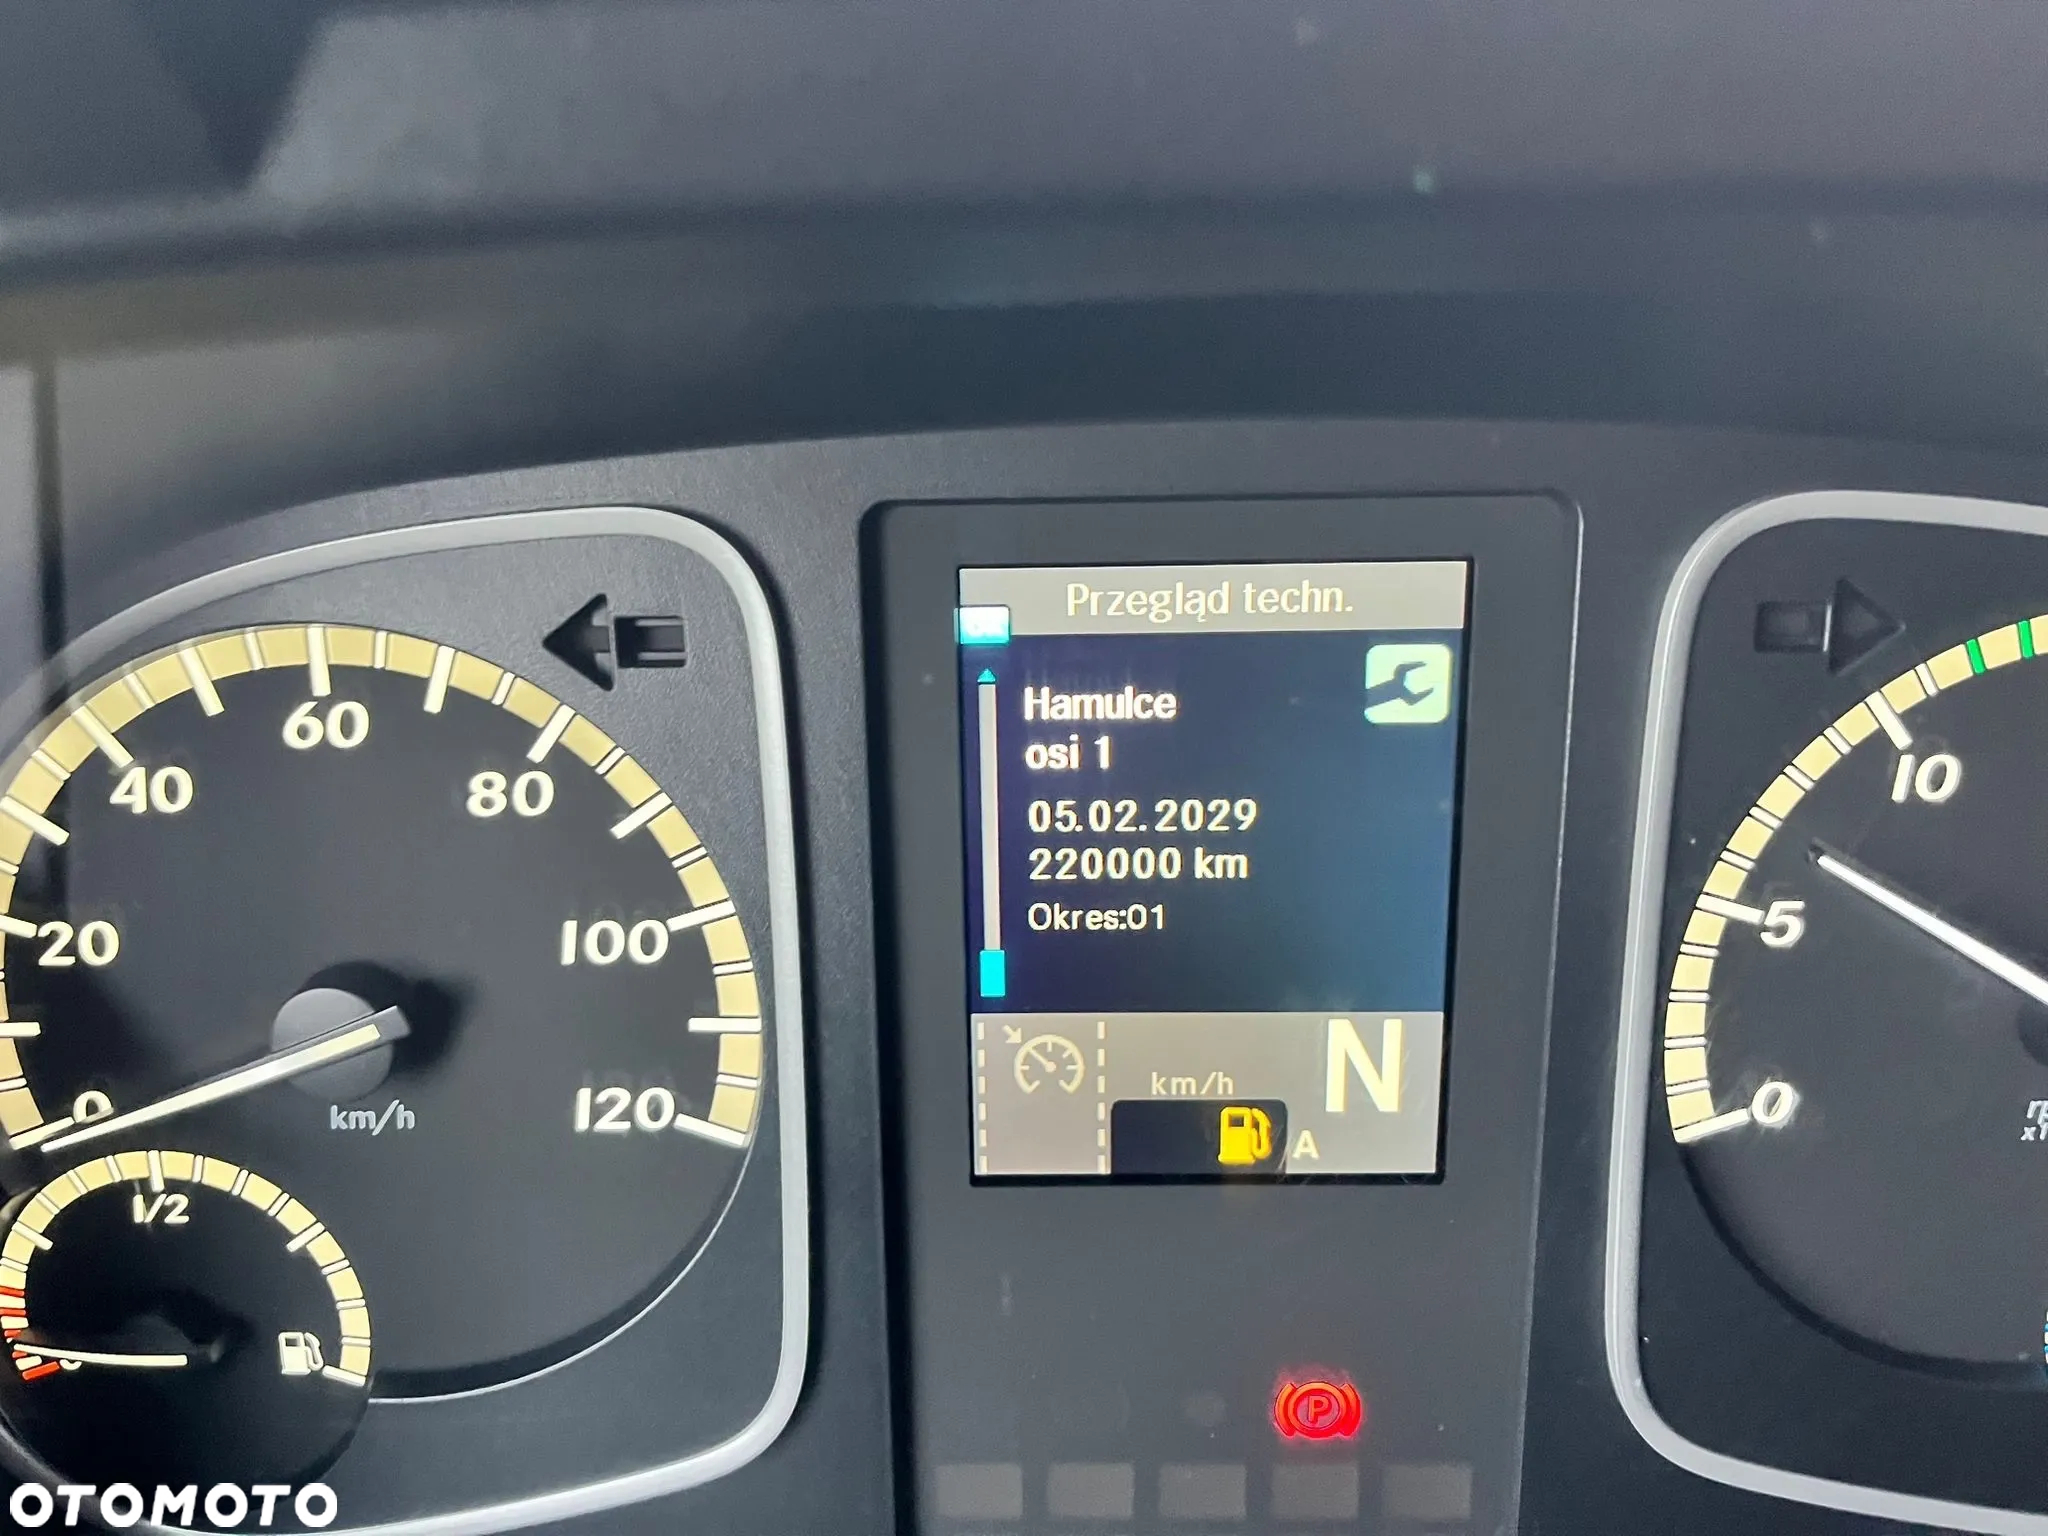 Przegląd techn.
Hamulce
osi 1
05.02.2029
220000 km
Okres:01
km/h
N
A
P
0
20
40
60
80
100
120
km/h
1/2
0
0
5
10
OTOMOTO